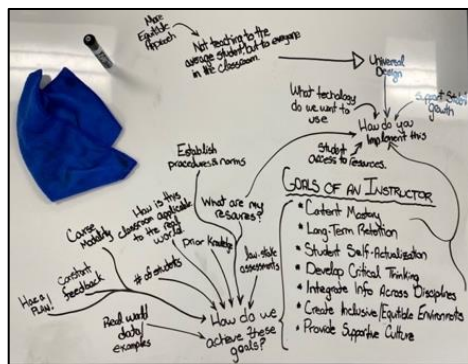 More
Equitable
Approach
Not teaching to the
average student, but to everyone
in the classroom
Universal
Design
What techology
do we want to
use
Support
growth
How do you
implement this
Student
access to resources.
Establish
procedures & norms
What are my
resoures?
How is this
classroom applicable
to the real
world
Course
Modality
Prior Knowledge
Constant
feedback
# of students
low-stake
assessments
Have a
PLAN!
Real world
data/
examples
How do we
achieve these
goals?
GOALS OF AN INSTRUCTOR
• Content Mastery
• Long-Term Retention
• Student Self-Actualization
• Develop Critical Thinking
• Integrate Info Across Disciplines
• Create Inclusive/Equitable Environments
• Provide Supportive Culture